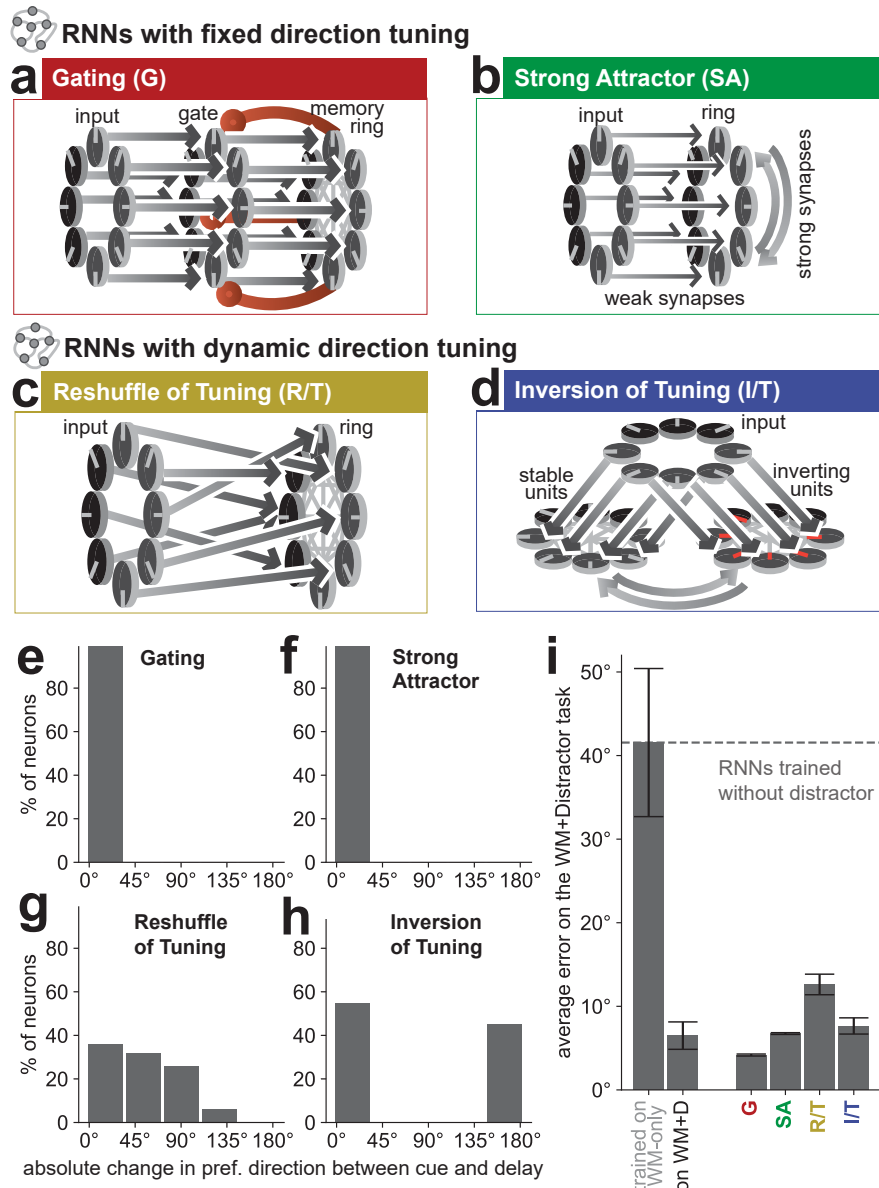 RNNs with fixed direction tuning
a Gating (G)
input gate memory
ring
b Strong Attractor (SA)
input ring
strong synapses
weak synapses
RNNs with dynamic direction tuning
c Reshuffle of Tuning (R/T)
input ring
d Inversion of Tuning (I/T)
input
stable
units
inverting
units
e Gating
% of neurons
80
60
40
20
0
0° 45° 90° 135° 180°
f Strong
Attractor
80
60
40
20
0
0° 45° 90° 135° 180°
g Reshuffle
of Tuning
% of neurons
80
60
40
20
0
0° 45° 90° 135° 180°
h Inversion
of Tuning
80
60
40
20
0
0° 45° 90° 135° 180°
absolute change in pref. direction between cue and delay
i
average error on the WM+Distractor task
50°
40°
30°
20°
10°
0°
RNNs trained
without distractor
trained on
WM-only
on WM+D
G
SA
R/T
I/T